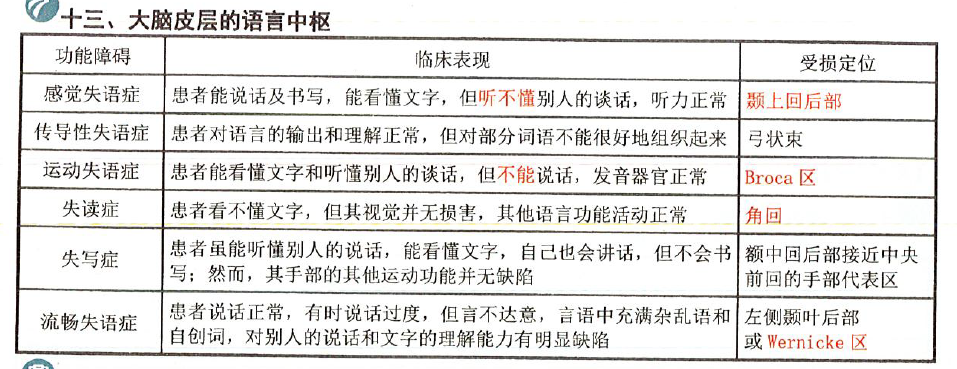 十三、大脑皮层的语言中枢
功能障碍 临床表现 受损定位
感觉失语症 患者能说话及书写，能看懂文字，但听不懂别人的谈话，听力正常 颞上回后部
传导性失语症 患者对语言的输出和理解正常，但对部分词语不能很好地组织起来 弓状束
运动失语症 患者能看懂文字和听懂别人的谈话，但不能说话，发音器官正常 Broca 区
失读症 患者看不懂文字，但其视觉并无损害，其他语言功能活动正常 角回
失写症 患者虽能听懂别人的说话，能看懂文字，自己也会讲话，但不会书 额中回后部接近中央
写；然而，其手部的其他运动功能并无缺陷 前回的手部代表区
流畅失语症 患者说话正常，有时说话过度，但言不达意，言语中充满杂乱语和 左侧颞叶后部
自创词，对别人的说话和文字的理解能力有明显缺陷 或 Wernicke 区